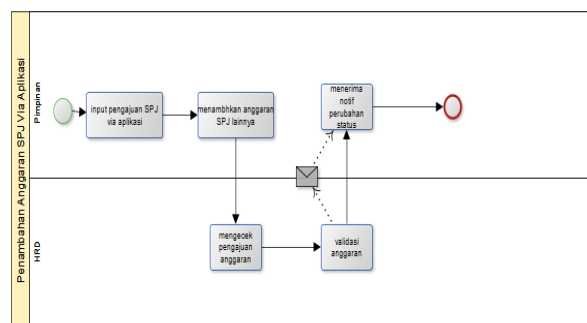 Penambahan Anggaran SPJ Via Aplikasi
Pimpinan
input pengajuan SPJ
via aplikasi
menambhkan anggaran
SPJ lainnya
menerima
notif
perubahan
status
HRD
mengecek
pengajuan
anggaran
validasi
anggaran